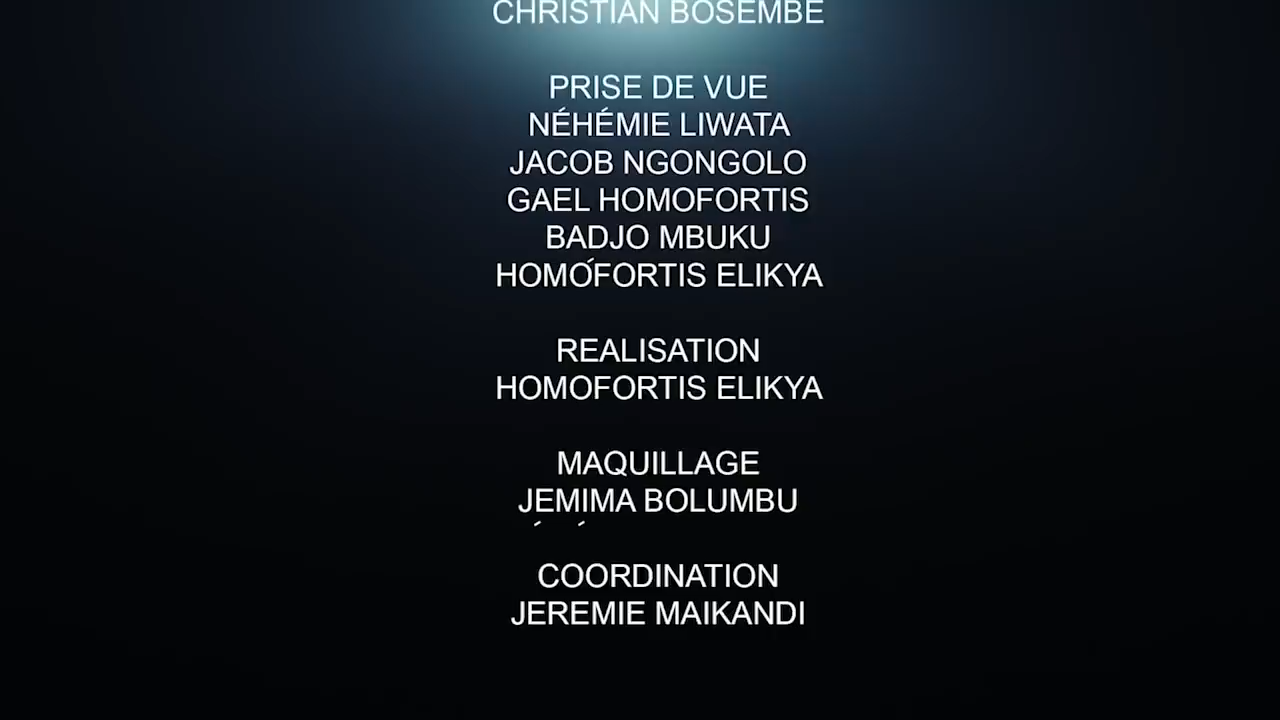 CHRISTIAN BOSEMBE
PRISE DE VUE
NÉHÉMIE LIWATA
JACOB NGONGOLO
GAEL HOMOFORTIS
BADJO MBUKU
HOMOFORTIS ELIKYA
REALISATION
HOMOFORTIS ELIKYA
MAQUILLAGE
JEMIMA BOLUMBU
COORDINATION
JEREMIE MAIKANDI